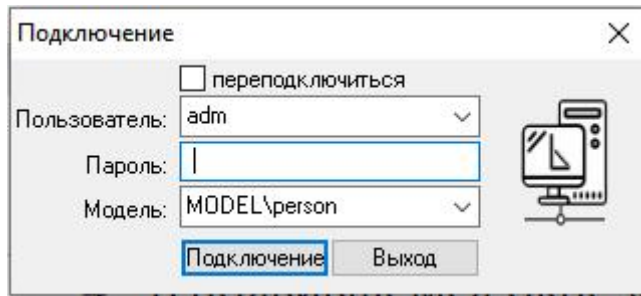 Подключение
переподключиться
Пользователь: adm
Пароль:
Модель: MODEL\person
Подключение Выход